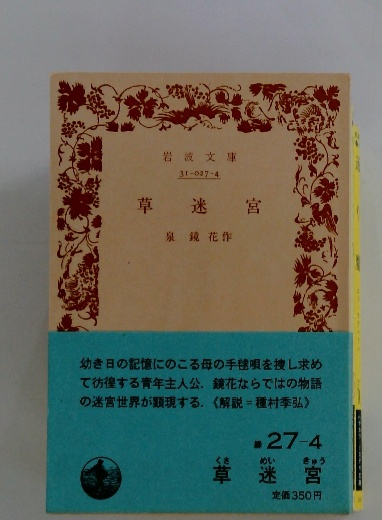 岩波文庫
31-027-4
草迷宮
泉鏡花作
幼き日の記憶にのこる母の手毬唄を捜し求め
て彷徨する青年主人公. 鏡花ならではの物語
の迷宮世界が顕現する.《解説=種村季弘》
27-4
くさ めい きゅう
草 迷 宮
定価350円